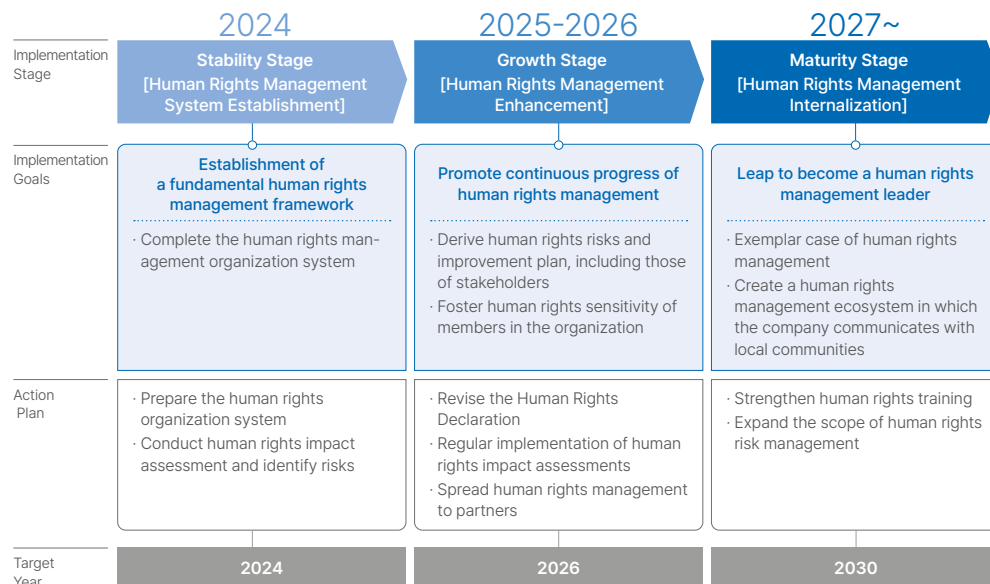 2024
2025-2026
2027~
Implementation
Stage
Stability Stage
[Human Rights Management
System Establishment]
Growth Stage
[Human Rights Management
Enhancement]
Maturity Stage
[Human Rights Management
Internalization]
Implementation
Goals
Establishment of
a fundamental human rights
management framework
· Complete the human rights man-
agement organization system
Promote continuous progress of
human rights management
· Derive human rights risks and
improvement plan, including those
of stakeholders
· Foster human rights sensitivity of
members in the organization
Leap to become a human rights
management leader
· Exemplar case of human rights
management
· Create a human rights
management ecosystem in which
the company communicates with
local communities
Action
Plan
· Prepare the human rights
organization system
· Conduct human rights impact
assessment and identify risks
· Revise the Human Rights
Declaration
· Regular implementation of human
rights impact assessments
· Spread human rights management
to partners
· Strengthen human rights training
· Expand the scope of human rights
risk management
Target
Year
2024
2026
2030